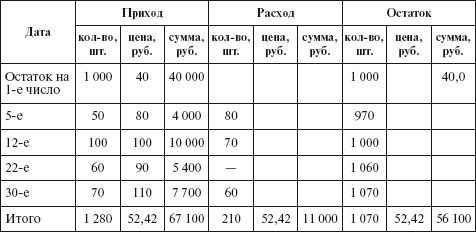 Дата Приход Расход Остаток
кол-во, шт. цена, руб. сумма, руб. кол-во, шт. цена, руб. сумма, руб. кол-во, шт. цена, руб. сумма, руб.
Остаток на 1-е число 1 000 40 40 000 1 000 40,0
5-е 50 80 4 000 80 970
12-е 100 100 10 000 70 1 000
22-е 60 90 5 400 — 1 060
30-е 70 110 7 700 60 1 070
Итого 1 280 52,42 67 100 210 52,42 11 000 1 070 52,42 56 100